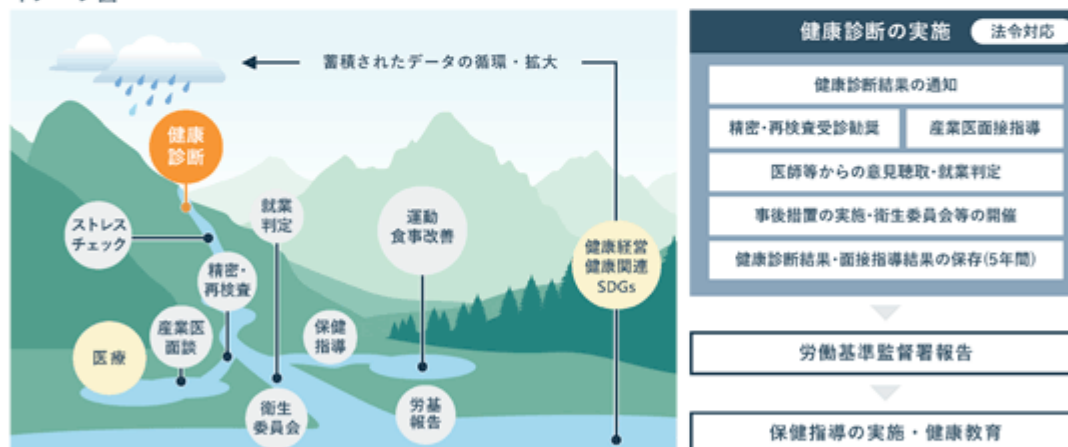 蓄積されたデータの循環・拡大
健康
診断
ストレス
チェック
就業
判定
運動
食事改善
健康経営
健康関連
SDGs
精密・
再検査
産業医
面談
保健
指導
医療
衛生
委員会
労基
報告
健康診断の実施
法令対応
健康診断結果の通知
精密・再検査受診勧奨
産業医面接指導
医師等からの意見聴取・就業判定
事後措置の実施・衛生委員会等の開催
健康診断結果・面接指導結果の保存(5年間)
労働基準監督署報告
保健指導の実施・健康教育